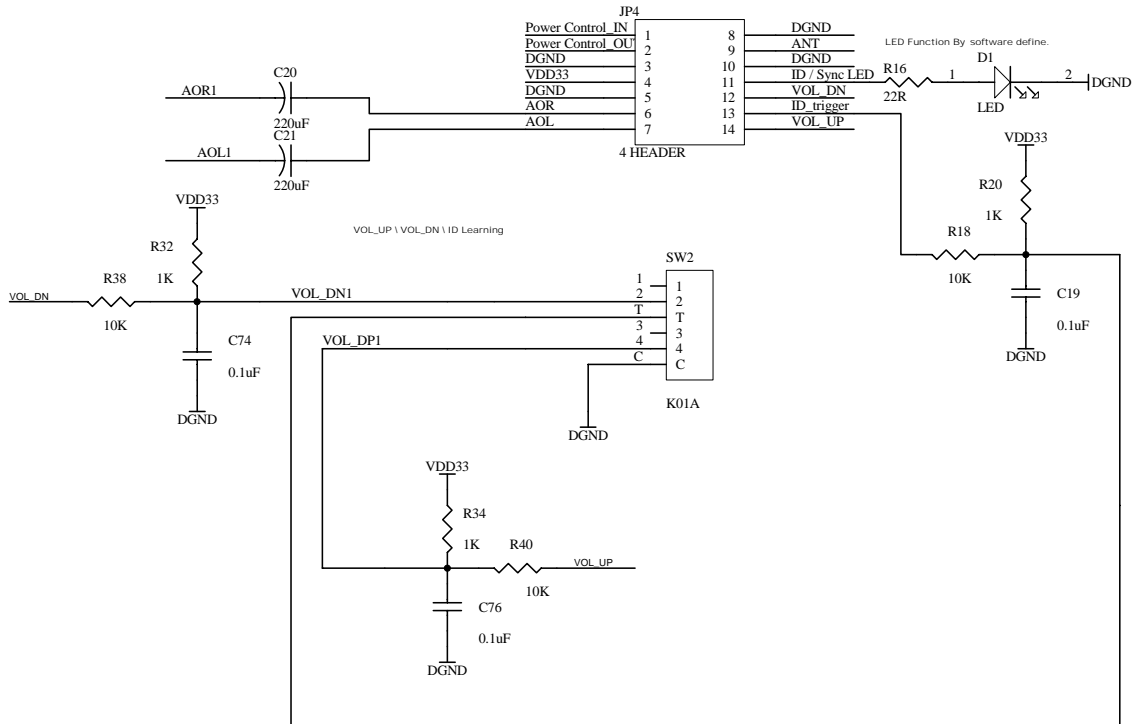 JP4
Power Control_IN
1
8
DGND
Power Control_OUT
2
9
ANT
DGND
3
10
DGND
VDD33
4
11
ID / Sync LED
DGND
5
12
VOL_DN
AOR
6
13
ID_trigger
AOL
7
14
VOL_UP
4 HEADER
LED Function By software define.
R16
22R
1
D1
LED
2
DGND
C20
AOR1
220uF
C21
AOL1
220uF
VDD33
R20
1K
R18
10K
C19
0.1uF
DGND
VDD33
R32
1K
R38
VOL_DN
10K
VOL_DN1
C74
0.1uF
DGND
VOL_UP \ VOL_DN \ ID Learning
SW2
1
1
2
2
T
T
3
3
VOL_DP1
4
4
C
C
K01A
DGND
VDD33
R34
1K
R40
VOL_UP
10K
C76
0.1uF
DGND